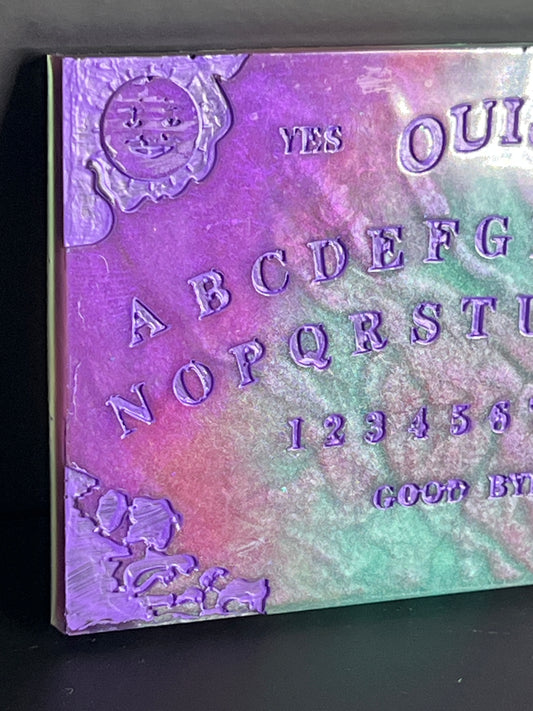 YES OUI
A B C D E F G
N O P Q R S T U
1 2 3 4 5 6
GOOD BY